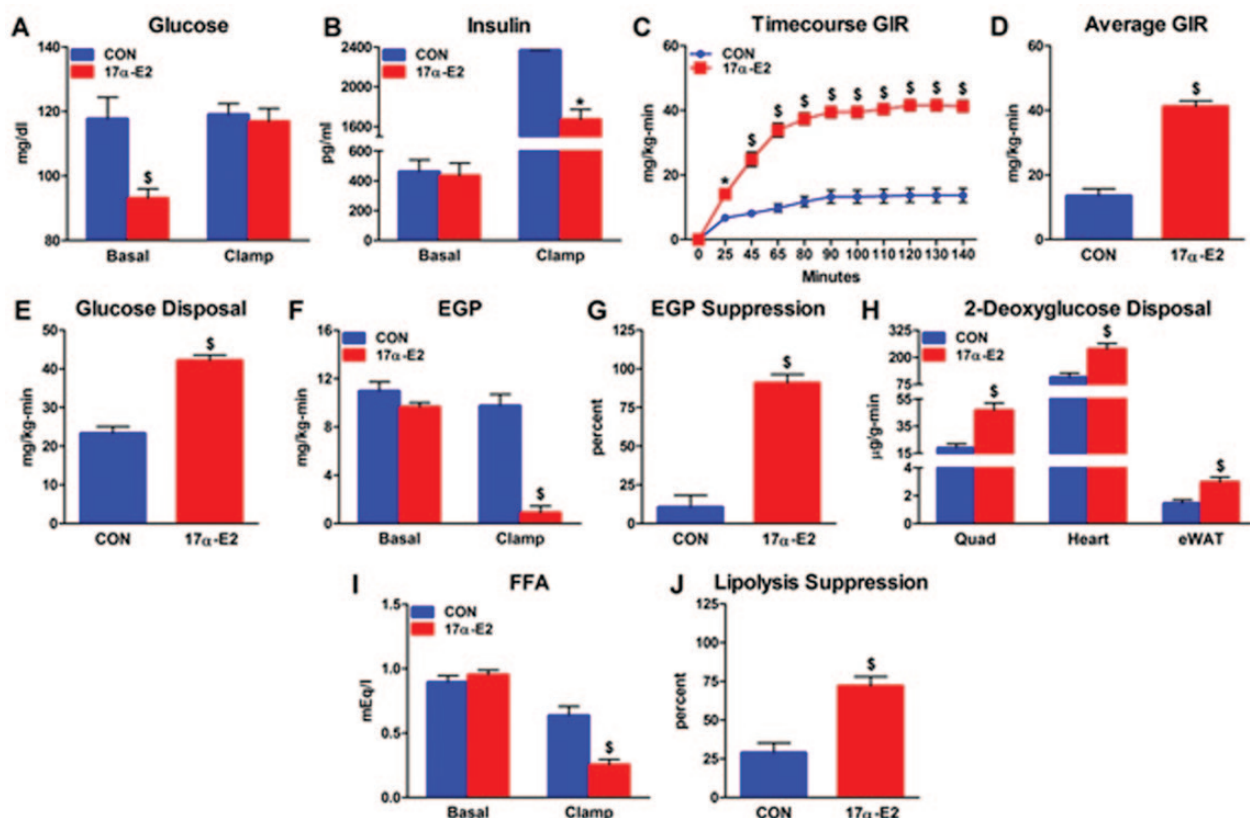 A Glucose
mg/dl
140
120
100
80
CON
17α-E2
$
Basal Clamp
B Insulin
pg/ml
2400
1600
600
400
200
0
CON
17α-E2
*
Basal Clamp
C Timecourse GIR
mg/kg-min
60
40
20
0
CON
17α-E2
* $ $ $ $ $ $ $ $ $
0 25 45 65 80 90 100 110 120 130 140
Minutes
D Average GIR
mg/kg-min
60
40
20
0
$
CON 17α-E2
E Glucose Disposal
mg/kg-min
50
40
30
20
10
0
$
CON 17α-E2
F EGP
mg/kg-min
16
12
8
4
0
CON
17α-E2
$
Basal Clamp
G EGP Suppression
percent
125
100
75
50
25
0
$
CON 17α-E2
H 2-Deoxyglucose Disposal
μg/g-min
325
200
75
55
35
15
4
2
0
CON
17α-E2
$ $ $
Quad Heart eWAT
I FFA
mEq/l
1.5
1.0
0.5
0.0
CON
17α-E2
$
Basal Clamp
J Lipolysis Suppression
percent
125
100
75
50
25
0
$
CON 17α-E2